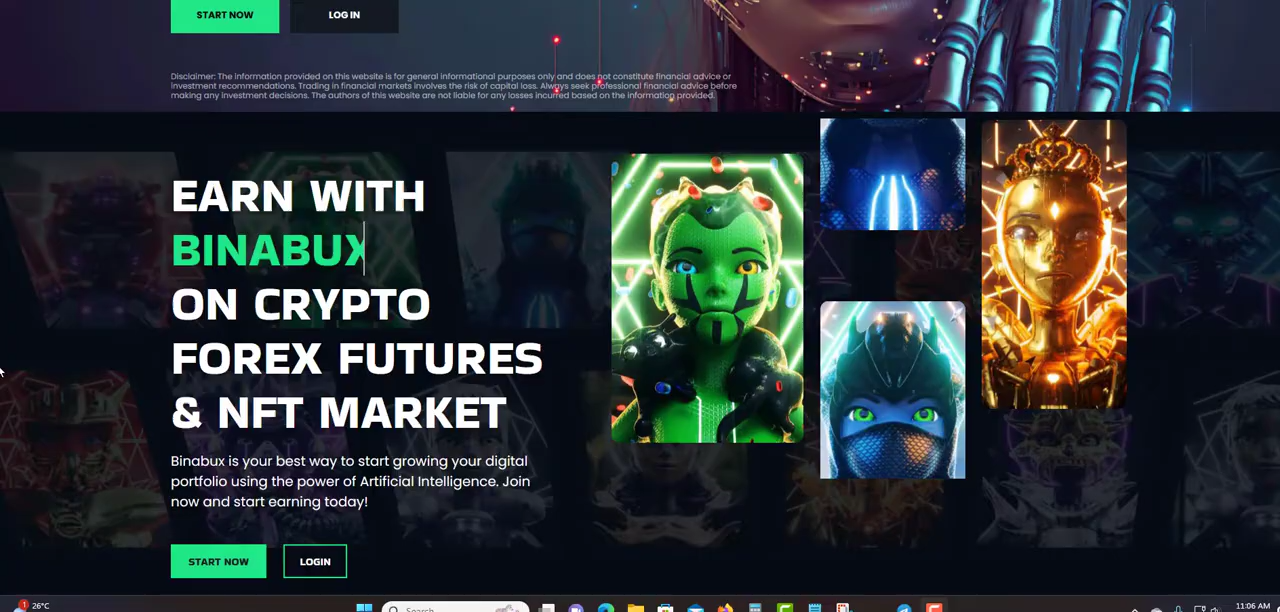 START NOW
LOG IN
Disclaimer: The information provided on this website is for general informational purposes only and does not constitute financial advice or
investment recommendations. Trading in financial markets involves the risk of capital loss. Always seek professional financial advice before
making any investment decisions. The authors of this website are not liable for any losses incurred based on the information provided.
EARN WITH
BINABUX
ON CRYPTO
FOREX FUTURES
& NFT MARKET
Binabux is your best way to start growing your digital
portfolio using the power of Artificial Intelligence. Join
now and start earning today!
START NOW
LOGIN
1
26°C
Search
11:06 AM